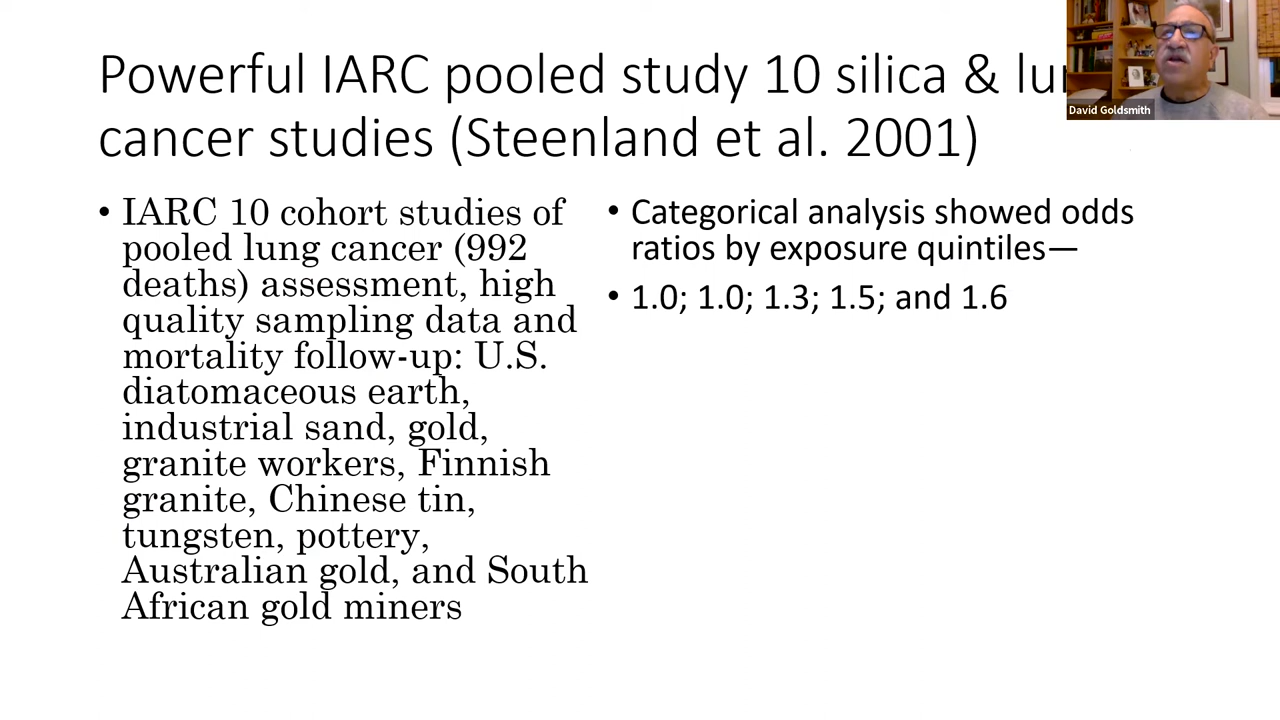 Powerful IARC pooled study 10 silica &
cancer studies (Steenland et al. 2001)
David Goldsmith
• IARC 10 cohort studies of
pooled lung cancer (992
deaths) assessment, high
quality sampling data and
mortality follow-up: U.S.
diatomaceous earth,
industrial sand, gold,
granite workers, Finnish
granite, Chinese tin,
tungsten, pottery,
Australian gold, and South
African gold miners
• Categorical analysis showed odds
ratios by exposure quintiles—
• 1.0; 1.0; 1.3; 1.5; and 1.6